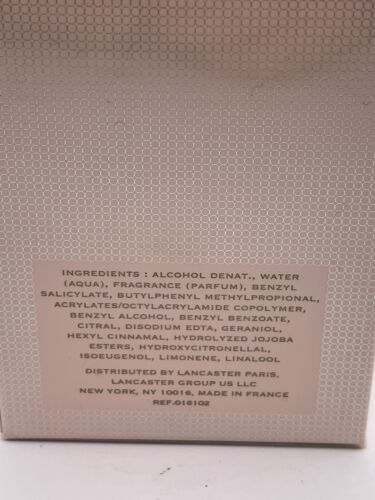 INGREDIENTS : ALCOHOL DENAT., WATER
(AQUA), FRAGRANCE (PARFUM), BENZYL
SALICYLATE, BUTYLPHENYL METHYLPROPIONAL,
ACRYLATES/OCTYLACRYLAMIDE COPOLYMER,
BENZYL ALCOHOL, BENZYL BENZOATE,
CITRAL, DISODIUM EDTA, GERANIOL,
HEXYL CINNAMAL, HYDROLYZED JOJOBA
ESTERS, HYDROXYCITRONELLAL,
ISOEUGENOL, LIMONENE, LINALOOL
DISTRIBUTED BY LANCASTER PARIS.
LANCASTER GROUP US LLC
NEW YORK, NY 10016, MADE IN FRANCE
REF.016102